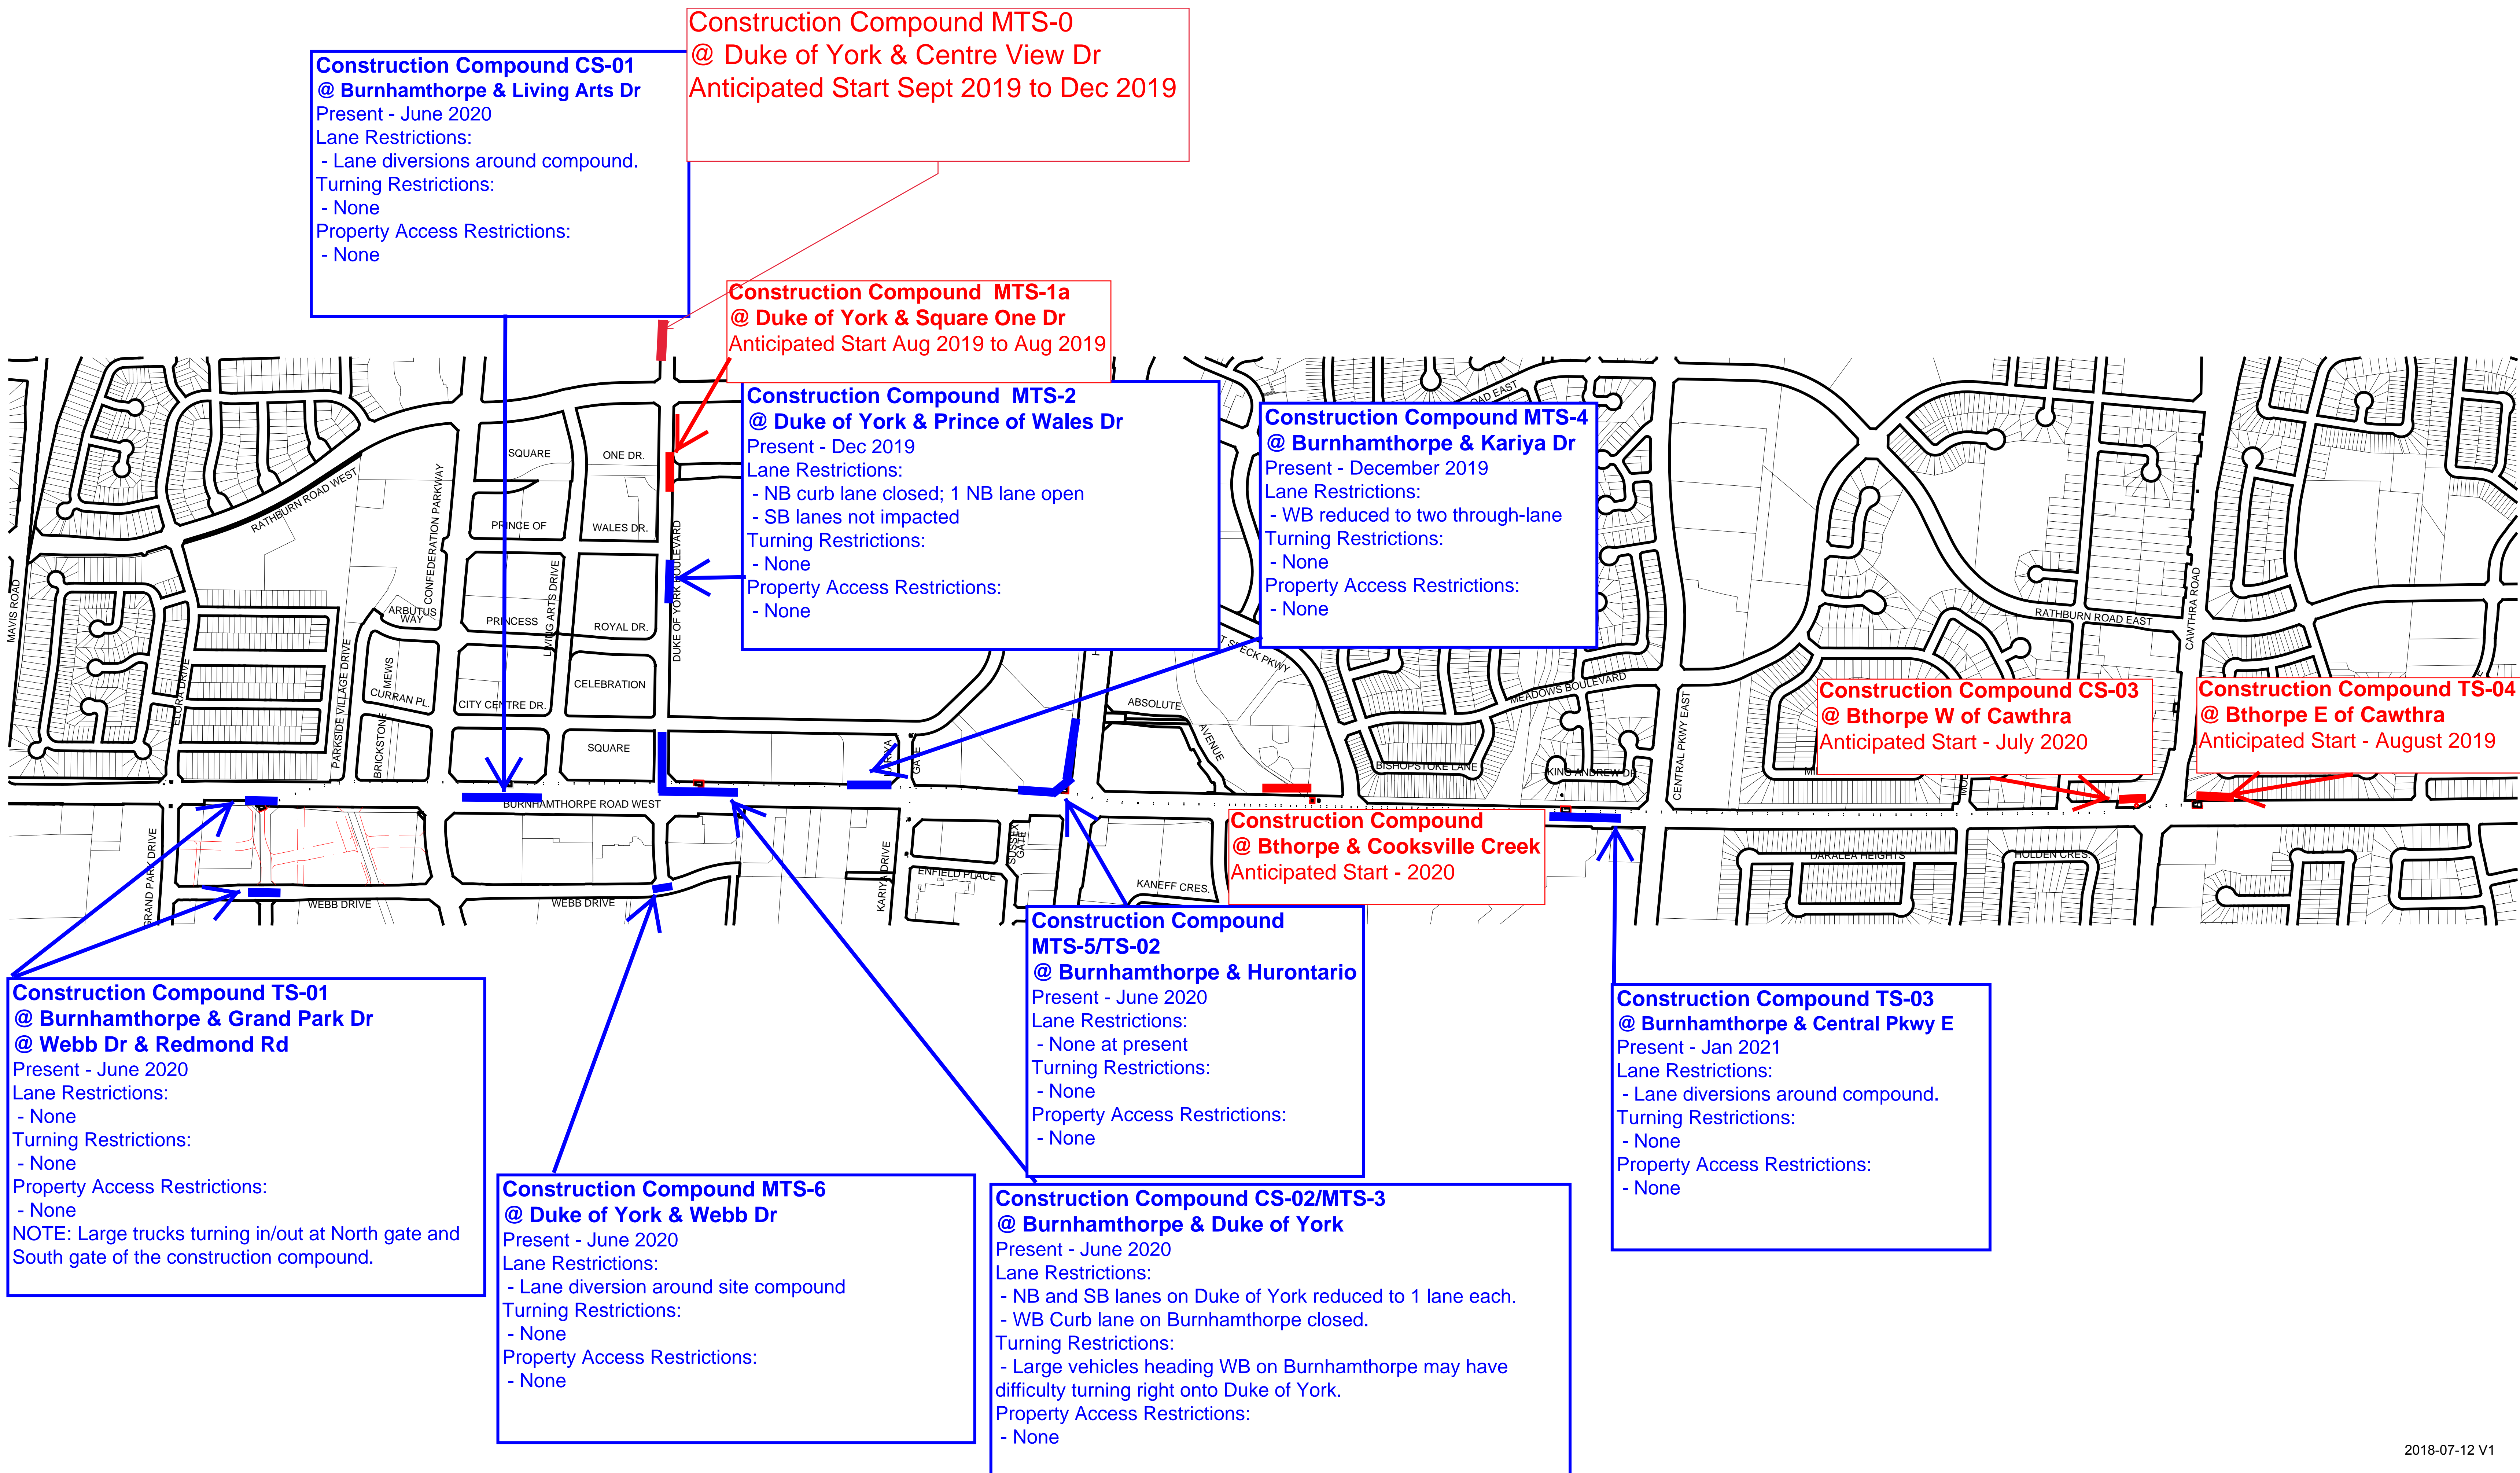 Construction Compound MTS-0
@ Duke of York & Centre View Dr
Anticipated Start Sept 2019 to Dec 2019
Construction Compound CS-01
@ Burnhamthorpe & Living Arts Dr
Present - June 2020
Lane Restrictions:
- Lane diversions around compound.
Turning Restrictions:
- None
Property Access Restrictions:
- None
Construction Compound MTS-1a
@ Duke of York & Square One Dr
Anticipated Start Aug 2019 to Aug 2019
Construction Compound MTS-2
@ Duke of York & Prince of Wales Dr
Present - Dec 2019
Lane Restrictions:
- NB curb lane closed; 1 NB lane open
- SB lanes not impacted
Turning Restrictions:
- None
Property Access Restrictions:
- None
Construction Compound MTS-4
@ Burnhamthorpe & Kariya Dr
Present - December 2019
Lane Restrictions:
- WB reduced to two through-lane
Turning Restrictions:
- None
Property Access Restrictions:
- None
OAD EAST
SQUARE
ONE DR.
RATHBURN ROAD WEST
CONFEDERATION PARKWAY
PRINCE OF
WALES DR.
DUKE OF YORK BOULEVARD
LIVING ARTS DRIVE
MAVIS ROAD
ARBUTUS
WAY
PRINCESS
ROYAL DR.
RATHBURN ROAD EAST
CAWTHRA ROAD
T SPECK PKWY
PARKSIDE VILLAGE DRIVE
ELORA DRIVE
MEWS
CURRAN PL.
CITY CENTRE DR.
CELEBRATION
MEADOWS BOULEVARD
ABSOLUTE
AVENUE
CENTRAL PKWY EAST
BRICKSTONE
SQUARE
KARIYA
GATE
BISHOPSTOKE LANE
KING ANDREW DR.
MI
MOU
BURNHAMTHORPE ROAD WEST
Construction Compound CS-03
@ Bthorpe W of Cawthra
Anticipated Start - July 2020
Construction Compound TS-04
@ Bthorpe E of Cawthra
Anticipated Start - August 2019
Construction Compound
@ Bthorpe & Cooksville Creek
Anticipated Start - 2020
GRAND PARK DRIVE
WEBB DRIVE
WEBB DRIVE
KARIYA DRIVE
SUSSEX
GATE
ENFIELD PLACE
KANEFF CRES.
DARALEA HEIGHTS
HOLDEN CRES.
Construction Compound
MTS-5/TS-02
@ Burnhamthorpe & Hurontario
Present - June 2020
Lane Restrictions:
- None at present
Turning Restrictions:
- None
Property Access Restrictions:
- None
Construction Compound TS-01
@ Burnhamthorpe & Grand Park Dr
@ Webb Dr & Redmond Rd
Present - June 2020
Lane Restrictions:
- None
Turning Restrictions:
- None
Property Access Restrictions:
- None
NOTE: Large trucks turning in/out at North gate and
South gate of the construction compound.
Construction Compound TS-03
@ Burnhamthorpe & Central Pkwy E
Present - Jan 2021
Lane Restrictions:
- Lane diversions around compound.
Turning Restrictions:
- None
Property Access Restrictions:
- None
Construction Compound MTS-6
@ Duke of York & Webb Dr
Present - June 2020
Lane Restrictions:
- Lane diversion around site compound
Turning Restrictions:
- None
Property Access Restrictions:
- None
Construction Compound CS-02/MTS-3
@ Burnhamthorpe & Duke of York
Present - June 2020
Lane Restrictions:
- NB and SB lanes on Duke of York reduced to 1 lane each.
- WB Curb lane on Burnhamthorpe closed.
Turning Restrictions:
- Large vehicles heading WB on Burnhamthorpe may have
difficulty turning right onto Duke of York.
Property Access Restrictions:
- None
2018-07-12 V1